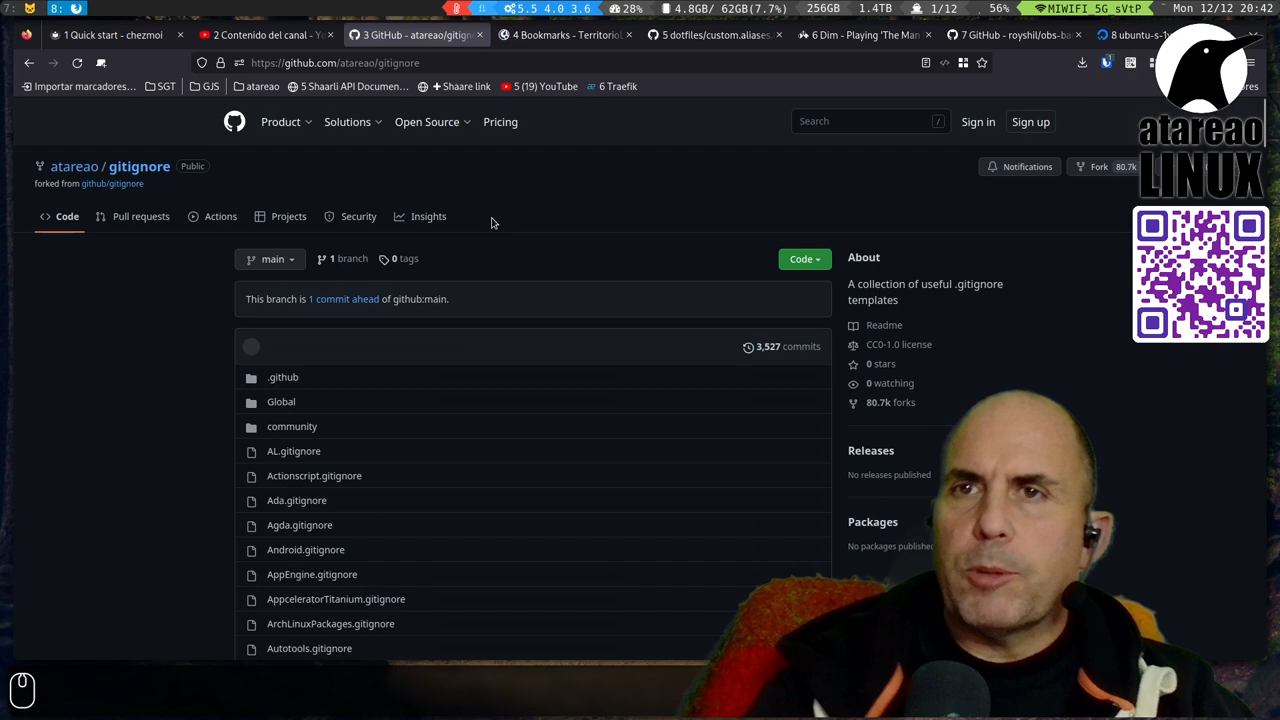 7: 8: 5.5 4.0 3.6 28% 4.8GB/ 62GB(7.7%) 256GB 1.4TB 1/12 56% MIWIFI 5G sVtP Mon 12/12 20:42
1 Quick start - chezmoi
2 Contenido del canal - Yo
3 GitHub - atareao/gitign
4 Bookmarks - TerritorioL
5 dotfiles/custom.aliases.
6 Dim - Playing 'The Man
7 GitHub - royshil/obs-ba
8 ubuntu-s-1v
https://github.com/atareao/gitignore
Importar marcadores... SGT GJS atareao 5 Shaarli API Documen... Shaare link 5 (19) YouTube 6 Traefik
atareao
LINUX
Product Solutions Open Source Pricing Search / Sign in Sign up
atareao / gitignore Public
Notifications Fork 80.7k
forked from github/gitignore
Code Pull requests Actions Projects Security Insights
main 1 branch 0 tags Code
This branch is 1 commit ahead of github:main.
3,527 commits
.github
Global
community
AL.gitignore
Actionscript.gitignore
Ada.gitignore
Agda.gitignore
Android.gitignore
AppEngine.gitignore
AppceleratorTitanium.gitignore
ArchLinuxPackages.gitignore
Autotools.gitignore
About
A collection of useful .gitignore
templates
Readme
CC0-1.0 license
0 stars
0 watching
80.7k forks
Releases
No releases published
Packages
No packages published